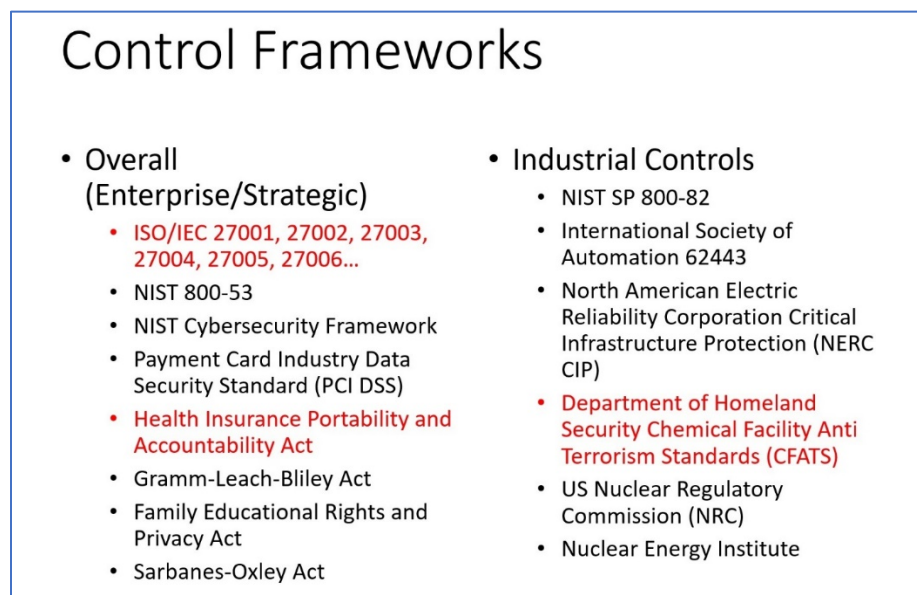 Control Frameworks
• Overall
(Enterprise/Strategic)
• ISO/IEC 27001, 27002, 27003,
27004, 27005, 27006...
• NIST 800-53
• NIST Cybersecurity Framework
• Payment Card Industry Data
Security Standard (PCI DSS)
• Health Insurance Portability and
Accountability Act
• Gramm-Leach-Bliley Act
• Family Educational Rights and
Privacy Act
• Sarbanes-Oxley Act
• Industrial Controls
• NIST SP 800-82
• International Society of
Automation 62443
• North American Electric
Reliability Corporation Critical
Infrastructure Protection (NERC
CIP)
• Department of Homeland
Security Chemical Facility Anti
Terrorism Standards (CFATS)
• US Nuclear Regulatory
Commission (NRC)
• Nuclear Energy Institute